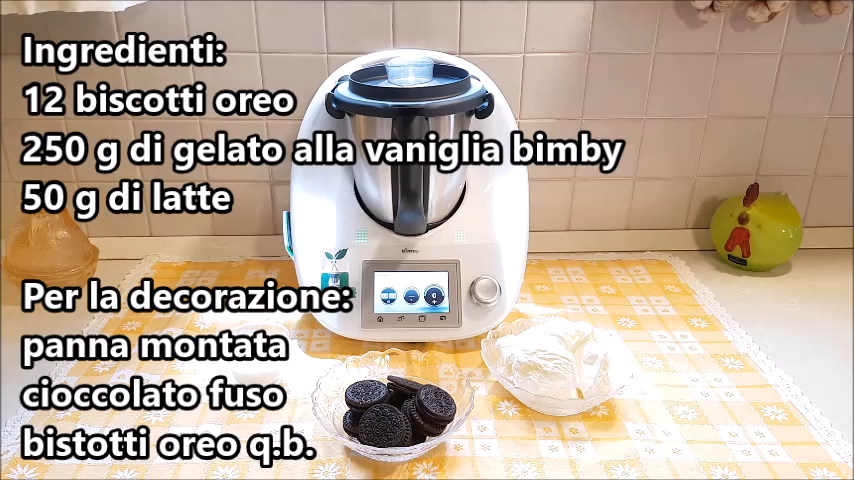 Ingredienti:
12 biscotti oreo
250 g di gelato alla vaniglia bimby
50 g di latte
Per la decorazione:
panna montata
cioccolato fuso
bistotti oreo q.b.
bimby